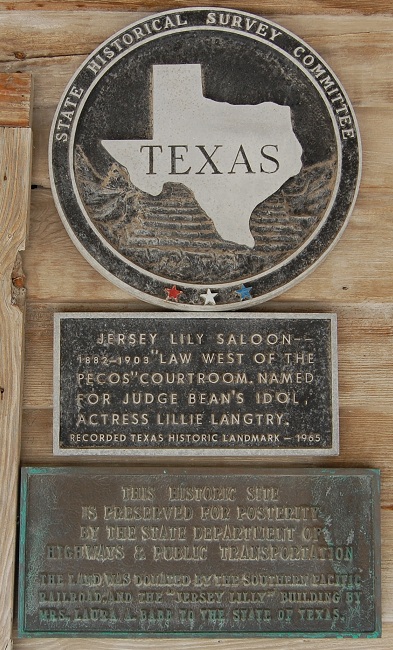 STATE HISTORICAL SURVEY COMMITTEE
TEXAS
JERSEY LILY SALOON--
1882-1903 "LAW WEST OF THE
PECOS" COURTROOM. NAMED
FOR JUDGE BEAN'S IDOL,
ACTRESS LILLIE LANGTRY.
RECORDED TEXAS HISTORIC LANDMARK - 1965
THIS HISTORIC SITE
IS PRESERVED FOR POSTERITY
BY THE STATE DEPARTMENT OF
HIGHWAYS & PUBLIC TRANSPORTATION
THE LAND WAS DONATED BY THE SOUTHERN PACIFIC
RAILROAD AND THE "JERSEY LILLY" BUILDING BY
MRS. LAURA A. BABB TO THE STATE OF TEXAS.